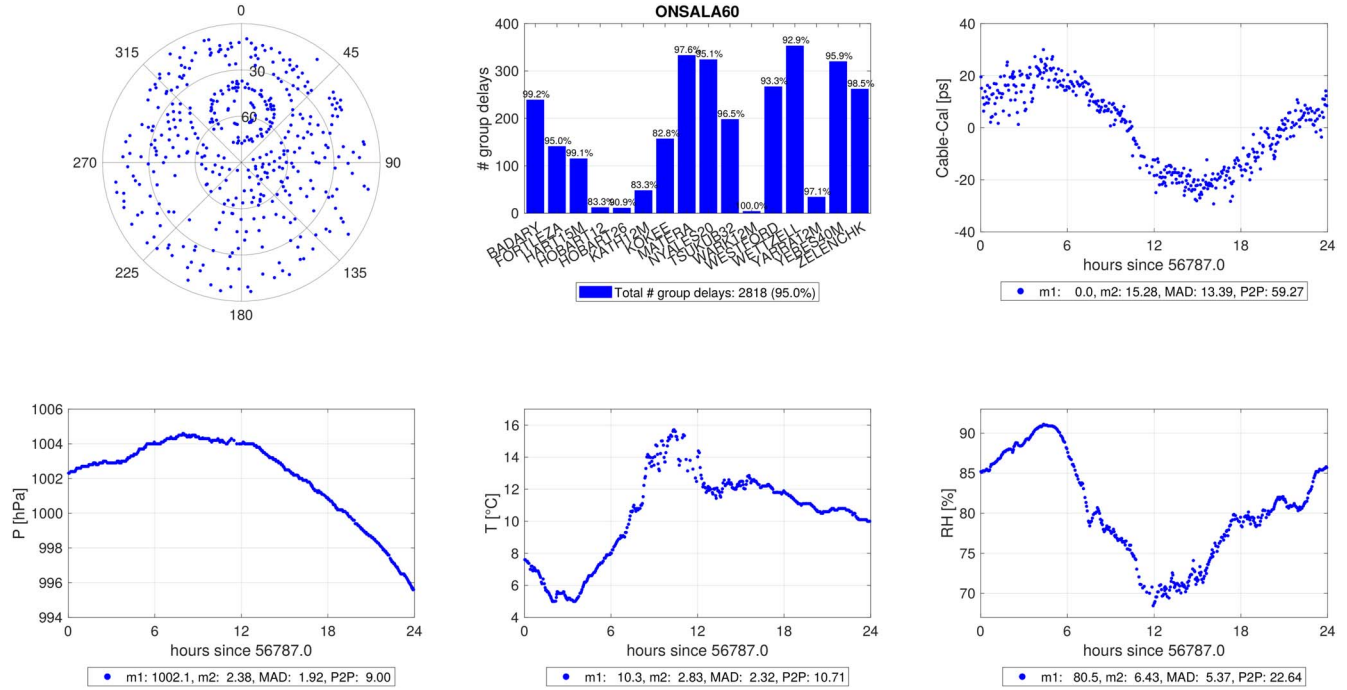 0
45
90
135
180
225
270
315
30
60
ONSALA60
400
300
200
100
0
# group delays
99.2%
95.0%
99.1%
83.3%
90.9%
83.3%
82.8%
97.6%
95.1%
96.5%
00.0%
93.3%
92.9%
97.1%
95.9%
98.5%
BADARY
FORTLEZA
HART15M
HOBART12
HOBART26
KATH12M
KOKEE
MATERA
NYALES20
TSUKUB32
WARK12M
WESTFORD
WETTZELL
YARRA12M
YEBES40M
ZELENCHK
Total # group delays: 2818 (95.0%)
40
20
0
-20
-40
Cable-Cal [ps]
0 6 12 18 24
hours since 56787.0
m1: 0.0, m2: 15.28, MAD: 13.39, P2P: 59.27
1006
1004
1002
1000
998
996
994
P [hPa]
0 6 12 18 24
hours since 56787.0
m1: 1002.1, m2: 2.38, MAD: 1.92, P2P: 9.00
16
14
12
10
8
6
4
T [°C]
0 6 12 18 24
hours since 56787.0
m1: 10.3, m2: 2.83, MAD: 2.32, P2P: 10.71
90
85
80
75
70
RH [%]
0 6 12 18 24
hours since 56787.0
m1: 80.5, m2: 6.43, MAD: 5.37, P2P: 22.64